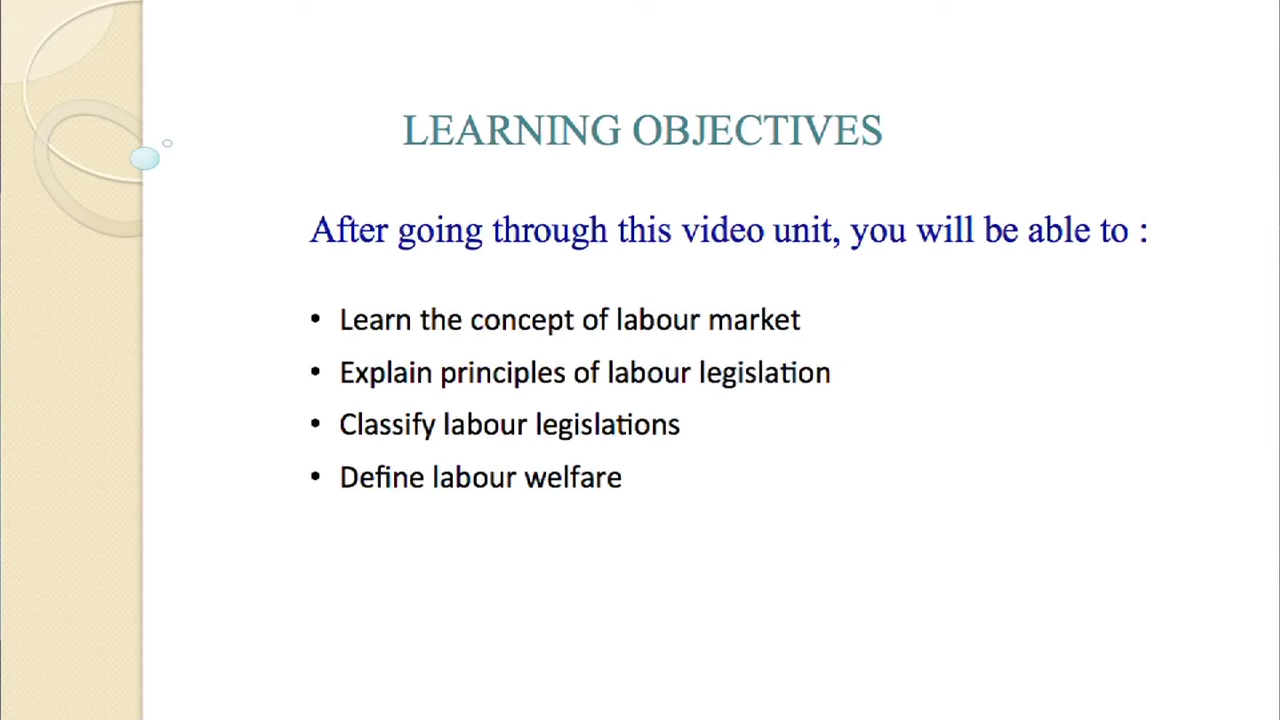 LEARNING OBJECTIVES
After going through this video unit, you will be able to :
• Learn the concept of labour market
• Explain principles of labour legislation
• Classify labour legislations
• Define labour welfare